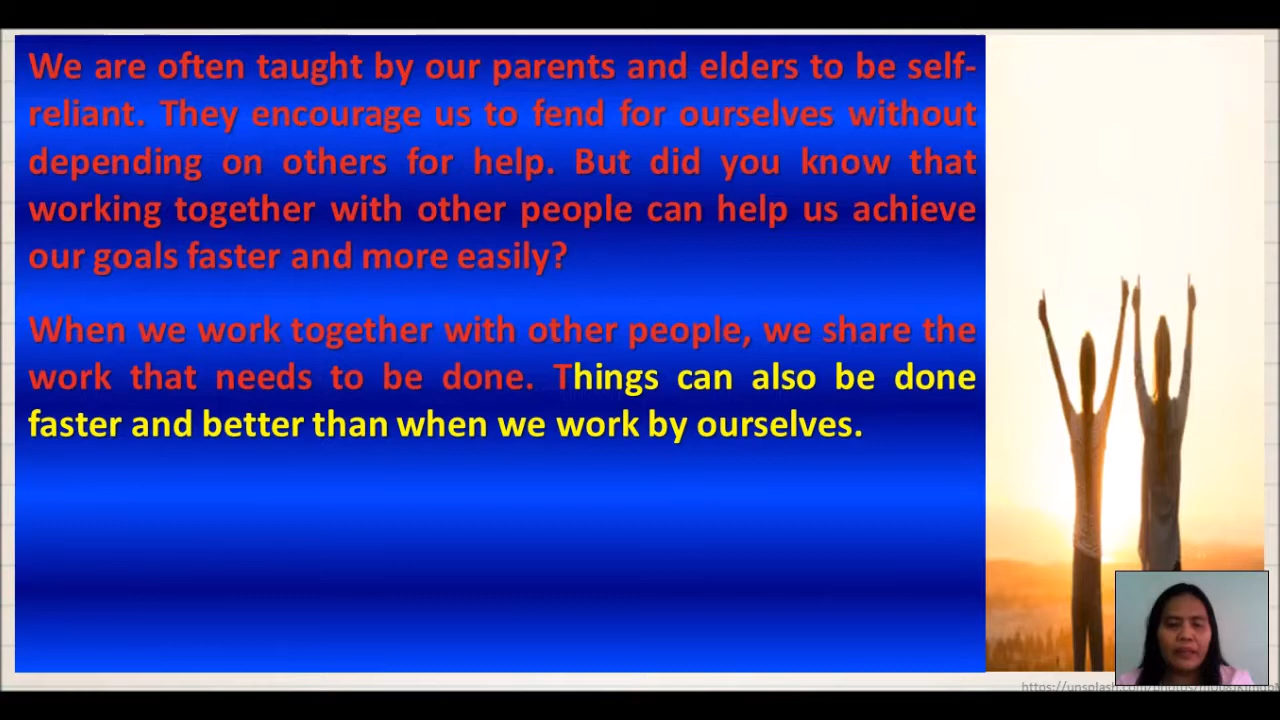 We are often taught by our parents and elders to be self-
reliant. They encourage us to fend for ourselves without
depending on others for help. But did you know that
working together with other people can help us achieve
our goals faster and more easily?
When we work together with other people, we share the
work that needs to be done. Things can also be done
faster and better than when we work by ourselves.